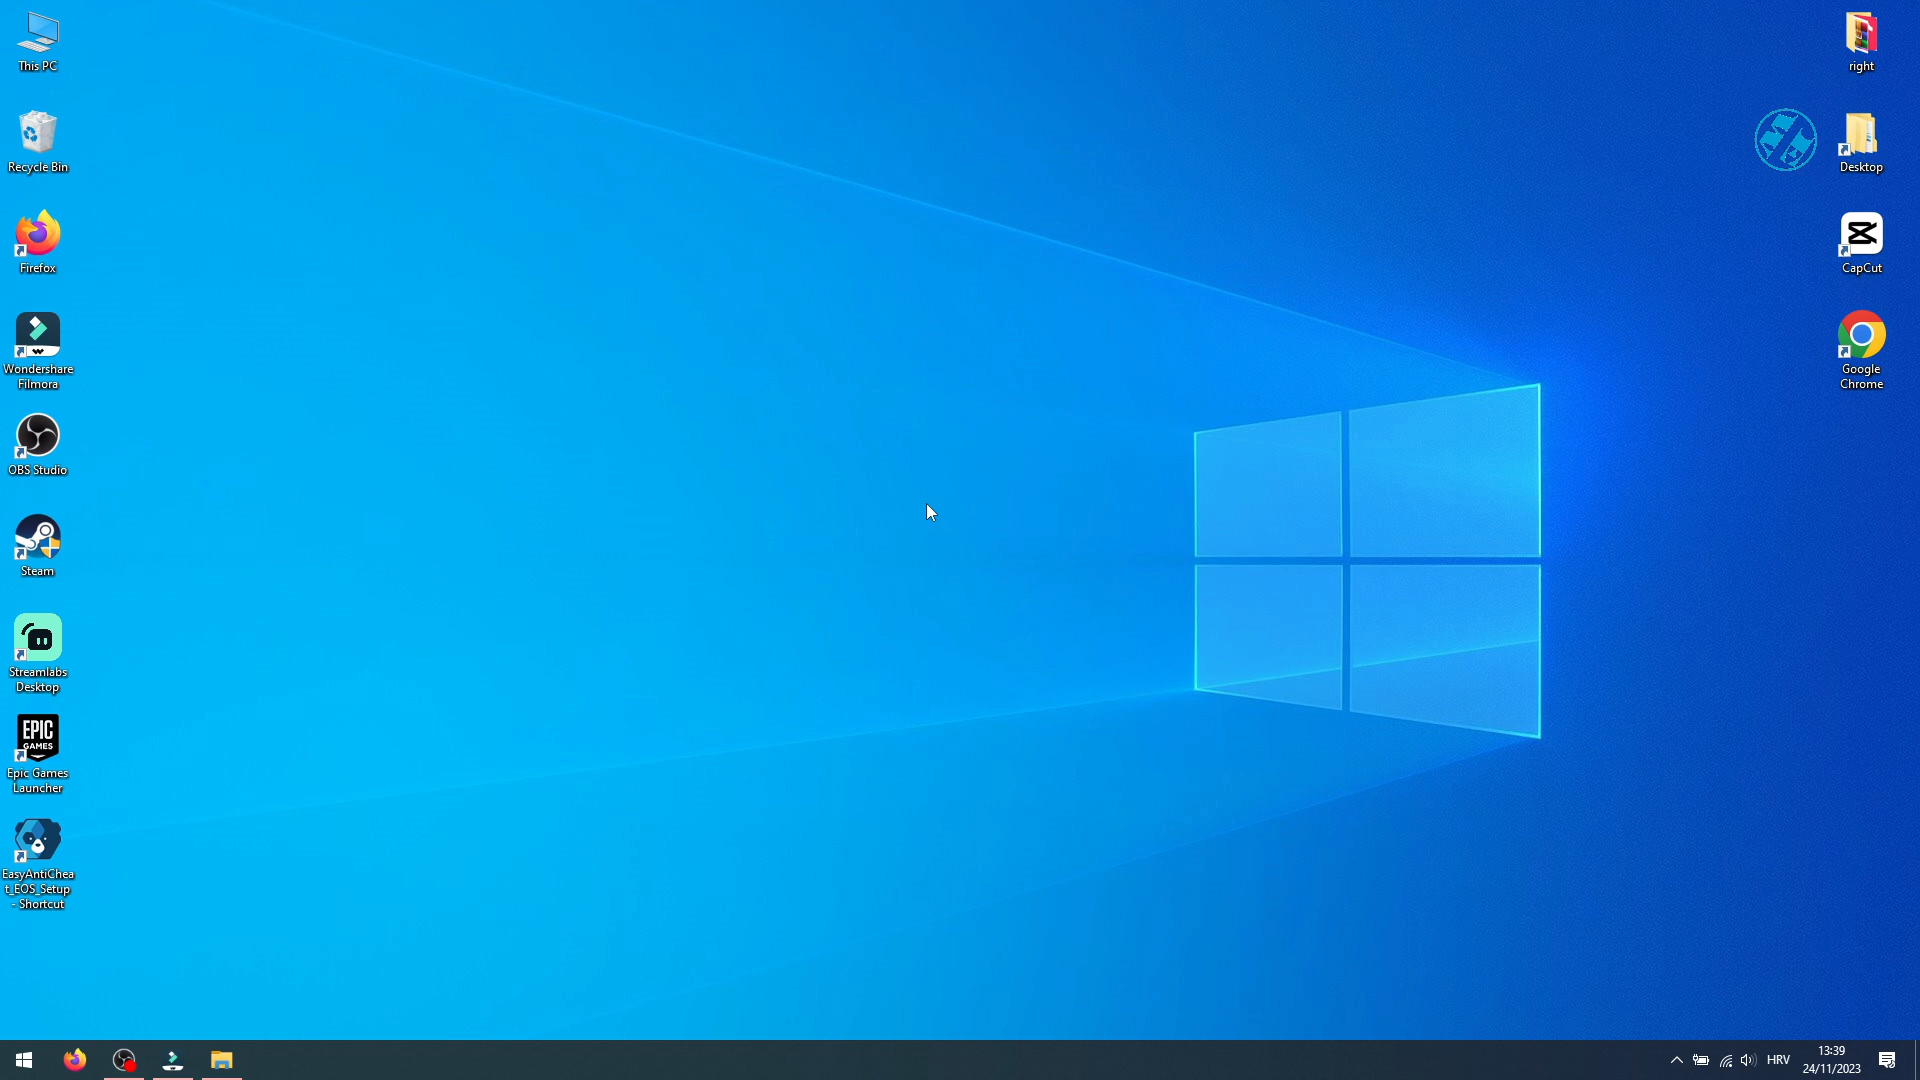 This PC
Recycle Bin
Firefox
Wondershare
Filmora
OBS Studio
Steam
Streamlabs
Desktop
EPIC
GAMES
Epic Games
Launcher
EasyAntiChea
t_EOS_Setup
- Shortcut
right
Desktop
CapCut
Google
Chrome
HRV
13:39
24/11/2023